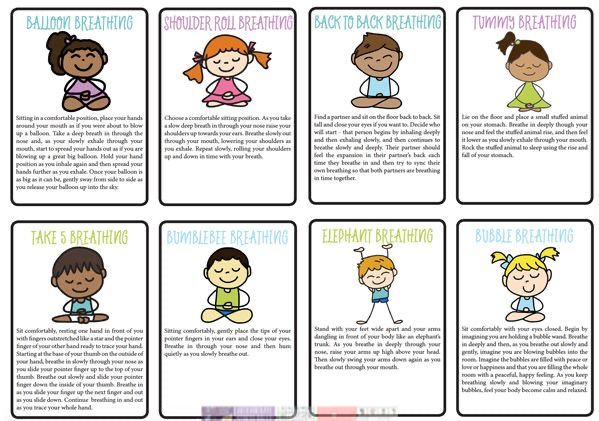 BALLOON BREATHING
Sitting in a comfortable position, place your hands
around your mouth as if you were about to blow
up a balloon. Take a deep breath in through the
nose and, as you slowly exhale through your
mouth, start to spread your hands out as if you are
blowing up a great big balloon. Hold your hand
position as you inhale again and then spread your
hands further as you exhale. Once your balloon is
as big as it can be, gently sway from side to side as
you release your balloon up into the sky.
SHOULDER ROLL BREATHING
Choose a comfortable sitting position. As you take
a slow deep breath in through your nose raise your
shoulders up towards your ears. Breathe slowly out
through your mouth, lowering your shoulders as
you exhale. Repeat slowly, rolling your shoulders
up and down in time with your breath.
BACK TO BACK BREATHING
Find a partner and sit on the floor back to back. Sit
tall and close your eyes if you want to. Decide who
will start - that person begins by inhaling deeply
and then exhaling slowly, and then continues to
breathe slowly and deeply. Their partner should
feel the expansion in their partner's back each
time they breathe in and then try to sync their
own breathing so that both partners are breathing
in time together.
TUMMY BREATHING
Lie on the floor and place a small stuffed animal
on your stomach. Breathe in deeply though your
nose and feel the stuffed animal rise, and then feel
it lower as you slowly exhale through your mouth.
Rock the stuffed animal to sleep using the rise and
fall of your stomach.
TAKE 5 BREATHING
Sit comfortably, resting one hand in front of you
with fingers outstretched like a star and the pointer
finger of your other hand ready to trace your hand.
Starting at the base of your thumb on the outside of
your hand, breathe in slowly through your nose as
you slide your pointer finger up to the top of your
thumb. Breathe out slowly and slide your pointer
finger down the inside of your thumb. Breathe in
as you slide your finger up the next finger and out
as you slide down. Continue breathing in and out
as you trace your whole hand.
BUMBLEBEE BREATHING
Sitting comfortably, gently place the tips of your
pointer fingers in your ears and close your eyes.
Breathe in through your nose and then hum
quietly as you slowly breathe out.
ELEPHANT BREATHING
Stand with your feet wide apart and your arms
dangling in front of your body like an elephant's
trunk. As you breathe in deeply through your
nose, raise your arms up high above your head.
Then slowly swing your arms down again as you
breathe out through your mouth.
BUBBLE BREATHING
Sit comfortably with your eyes closed. Begin by
imagining you are holding a bubble wand. Breathe
in deeply and then, as you breathe out slowly and
gently, imagine you are blowing bubbles into the
room. Imagine the bubbles are filled with peace or
love or happiness and that you are filling the whole
room with a peaceful, happy feeling. As you keep
breathing slowly and blowing your imaginary
bubbles, feel your body become calm and relaxed.